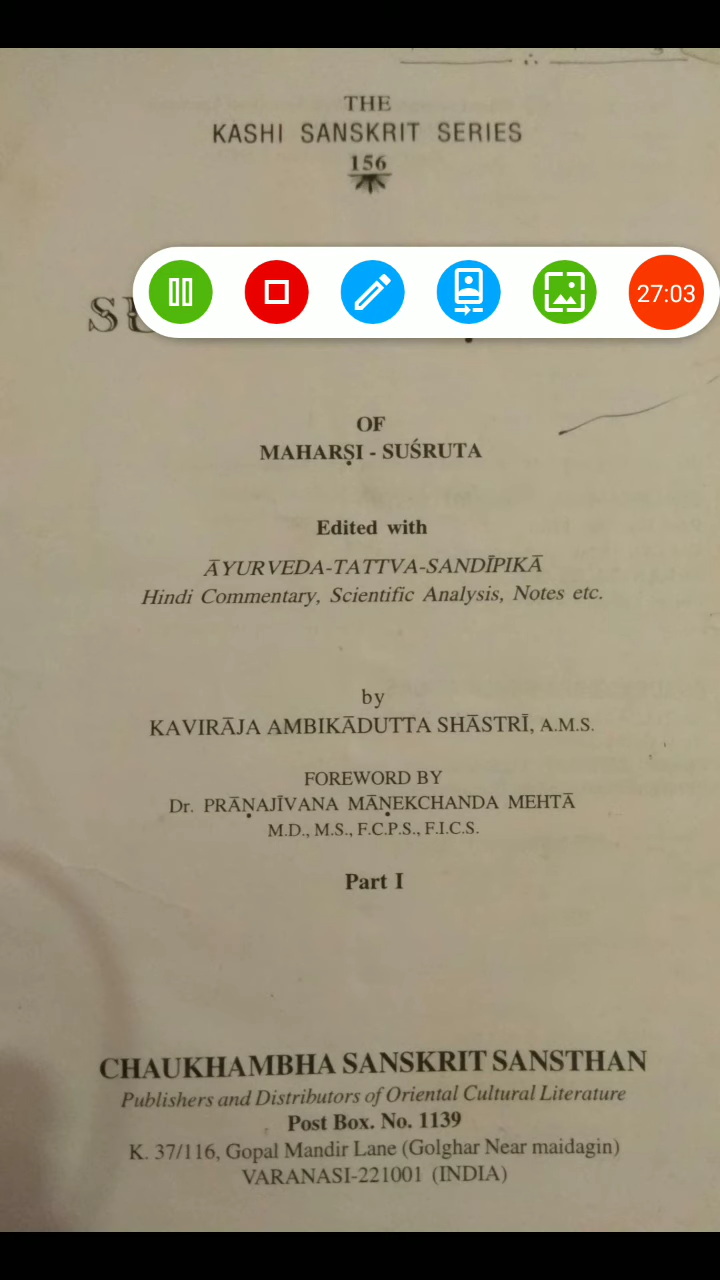 THE
KASHI SANSKRIT SERIES
156
27:03
OF
MAHARṢI - SUŚRUTA
Edited with
ĀYURVEDA-TATTVA-SANDĪPIKĀ
Hindi Commentary, Scientific Analysis, Notes etc.
by
KAVIRĀJA AMBIKĀDUTTA SHĀSTRĪ, A.M.S.
FOREWORD BY
Dr. PRĀṆAJĪVANA MĀṆEKCHANDA MEHTĀ
M.D., M.S., F.C.P.S., F.I.C.S.
Part I
CHAUKHAMBHA SANSKRIT SANSTHAN
Publishers and Distributors of Oriental Cultural Literature
Post Box. No. 1139
K. 37/116, Gopal Mandir Lane (Golghar Near maidagin)
VARANASI-221001 (INDIA)